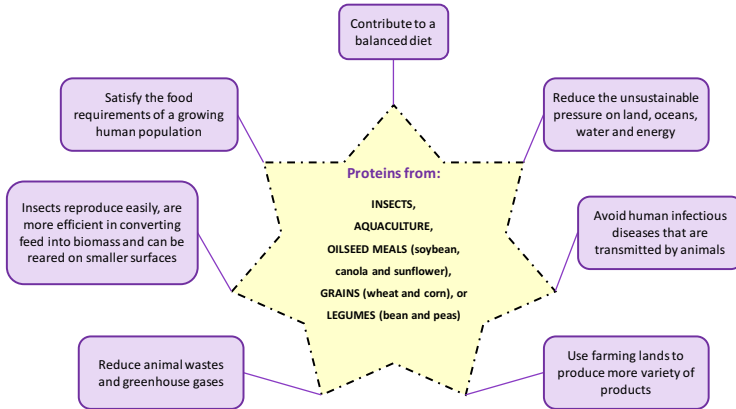 Contribute to a
balanced diet
Satisfy the food
requirements of a growing
human population
Reduce the unsustainable
pressure on land, oceans,
water and energy
Proteins from:
INSECTS,
AQUACULTURE,
OILSEED MEALS (soybean,
canola and sunflower),
GRAINS (wheat and corn), or
LEGUMES (bean and peas)
Insects reproduce easily, are
more efficient in converting
feed into biomass and can be
reared on smaller surfaces
Avoid human infectious
diseases that are
transmitted by animals
Reduce animal wastes
and greenhouse gases
Use farming lands to
produce more variety of
products